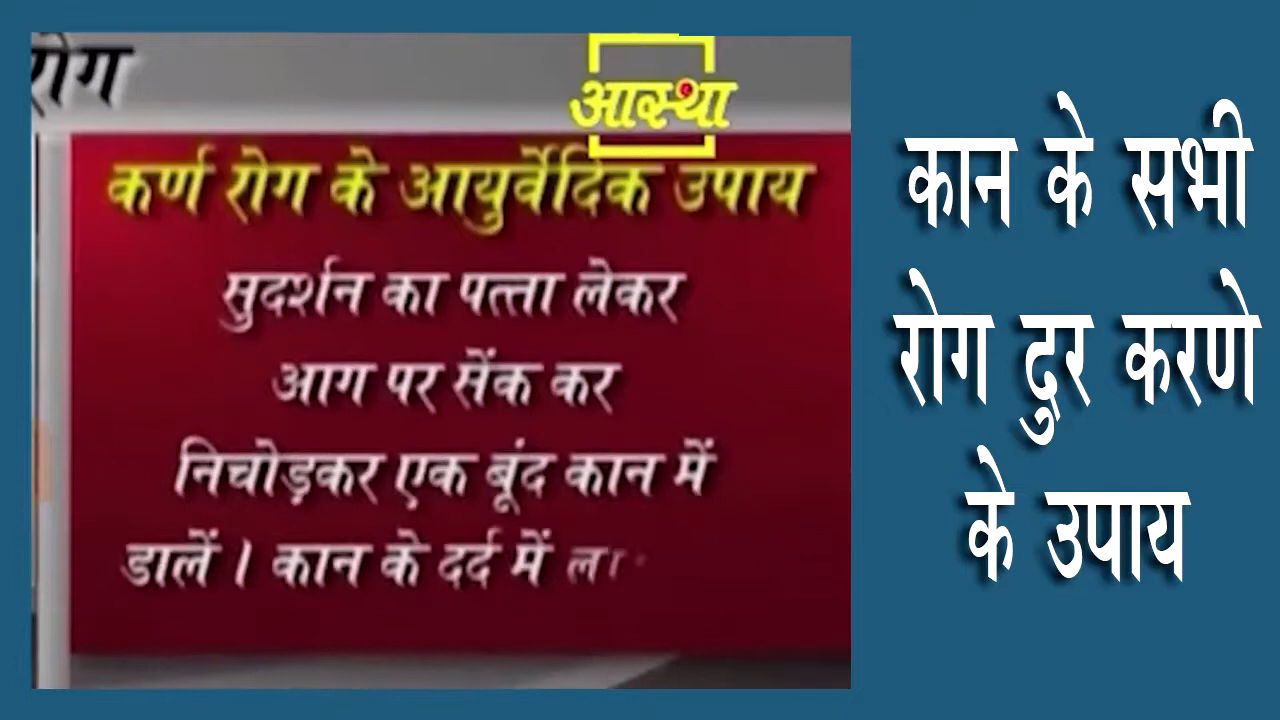 रोग
आस्था
कर्ण रोग के आयुर्वेदिक उपाय
सुदर्शन का पत्ता लेकर
आग पर सेंक कर
निचोड़कर एक बूंद कान में
डालें । कान के दर्द में
कान के सभी
रोग दुर करणे
के उपाय